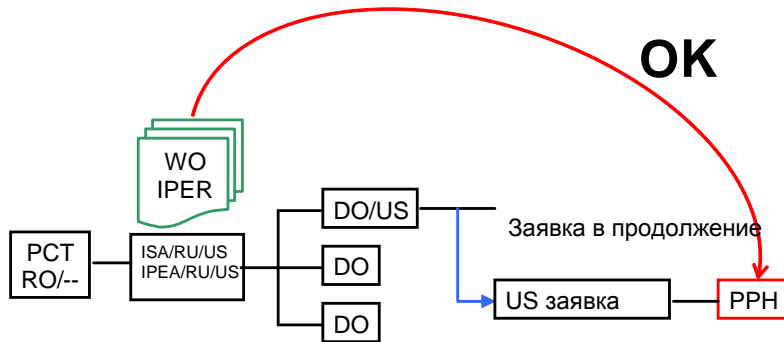 OK
WO
IPER
DO/US
Заявка в продолжение
PCT
RO/--
ISA/RU/US
IPEA/RU/US
DO
US заявка
PPH
DO